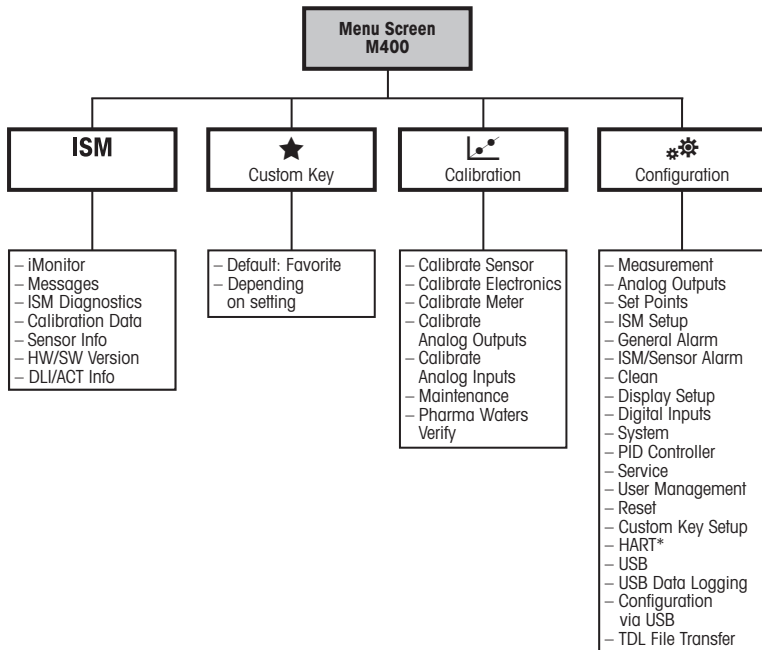 Menu Screen
M400
ISM
Custom Key
Calibration
Configuration
– iMonitor
– Messages
– ISM Diagnostics
– Calibration Data
– Sensor Info
– HW/SW Version
– DLI/ACT Info
– Default: Favorite
– Depending
on setting
– Calibrate Sensor
– Calibrate Electronics
– Calibrate Meter
– Calibrate
Analog Outputs
– Calibrate
Analog Inputs
– Maintenance
– Pharma Waters
Verify
– Measurement
– Analog Outputs
– Set Points
– ISM Setup
– General Alarm
– ISM/Sensor Alarm
– Clean
– Display Setup
– Digital Inputs
– System
– PID Controller
– Service
– User Management
– Reset
– Custom Key Setup
– HART*
– USB
– USB Data Logging
– Configuration
via USB
– TDL File Transfer